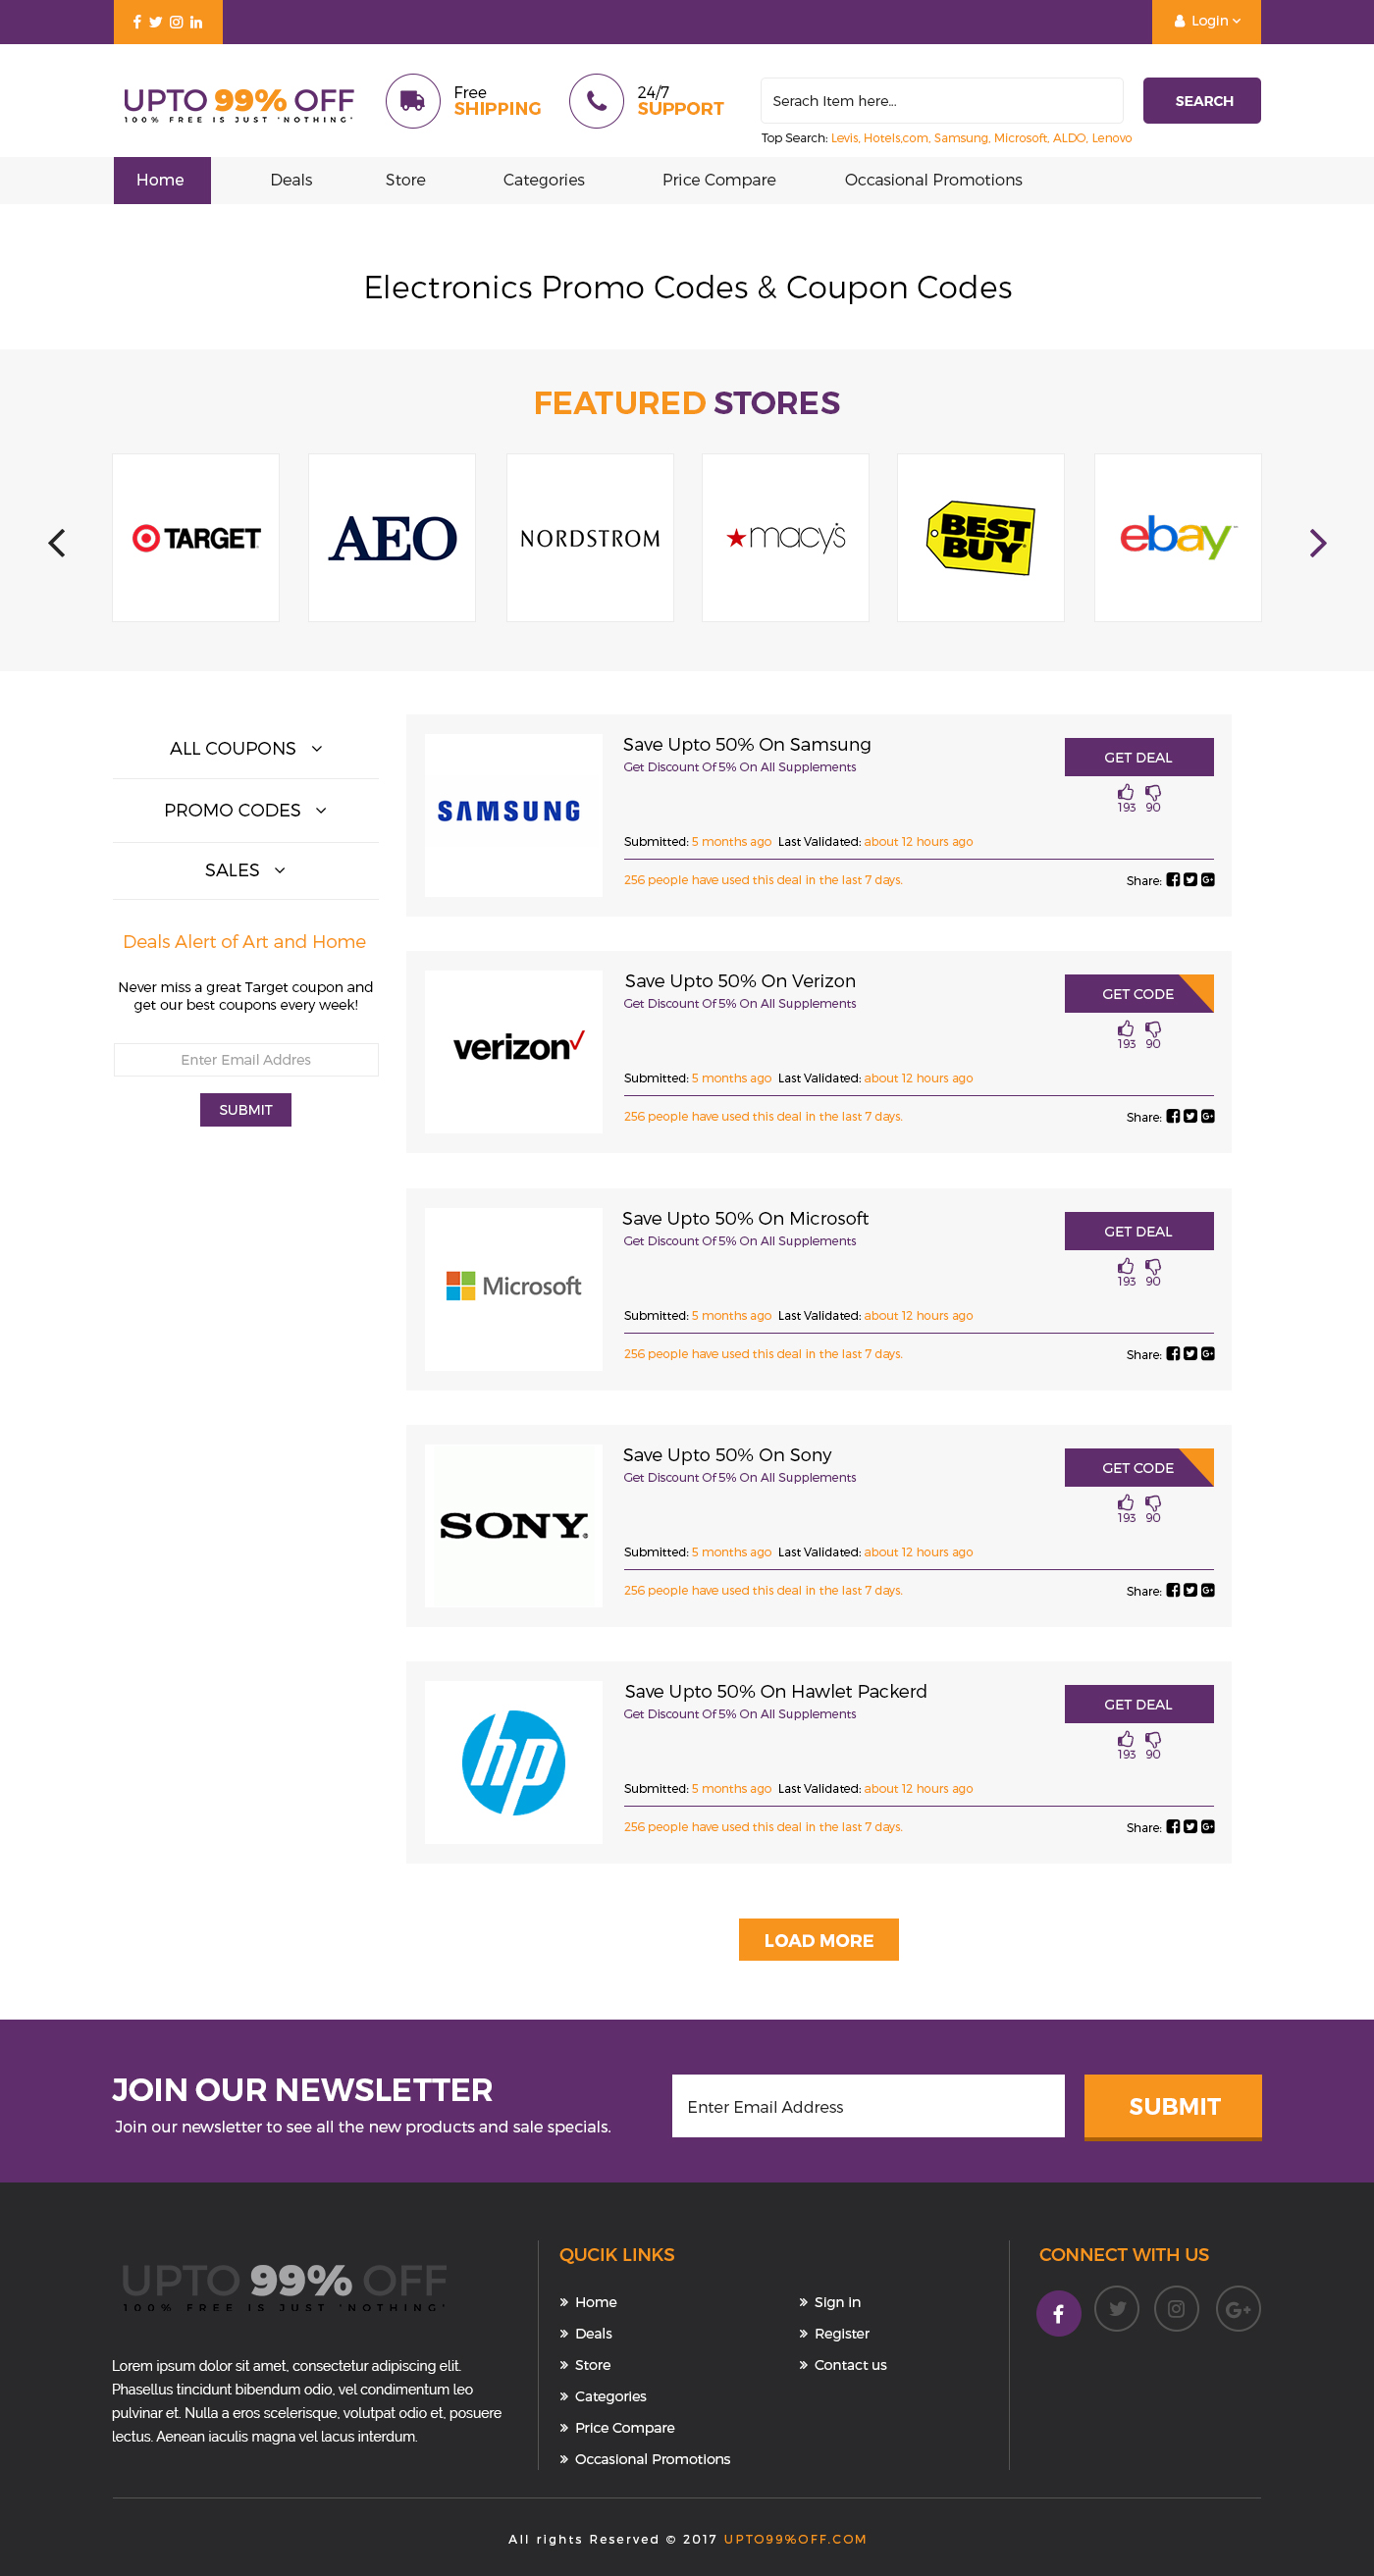 Login
UPTO 99% OFF
100% FREE IS JUST 'NOTHING'
Free
SHIPPING
24/7
SUPPORT
Serach Item here...
SEARCH
Top Search: Levis, Hotels,com, Samsung, Microsoft, ALDO, Lenovo
Home Deals Store Categories Price Compare Occasional Promotions
Electronics Promo Codes & Coupon Codes
FEATURED STORES
TARGET
AEO
NORDSTROM
macy's
BEST BUY
ebay
ALL COUPONS
PROMO CODES
SALES
Deals Alert of Art and Home
Never miss a great Target coupon and
get our best coupons every week!
Enter Email Addres
SUBMIT
SAMSUNG
Save Upto 50% On Samsung
Get Discount Of 5% On All Supplements
GET DEAL
193 90
Submitted: 5 months ago Last Validated: about 12 hours ago
256 people have used this deal in the last 7 days.
Share:
verizon
Save Upto 50% On Verizon
Get Discount Of 5% On All Supplements
GET CODE
193 90
Submitted: 5 months ago Last Validated: about 12 hours ago
256 people have used this deal in the last 7 days.
Share:
Microsoft
Save Upto 50% On Microsoft
Get Discount Of 5% On All Supplements
GET DEAL
193 90
Submitted: 5 months ago Last Validated: about 12 hours ago
256 people have used this deal in the last 7 days.
Share:
SONY
Save Upto 50% On Sony
Get Discount Of 5% On All Supplements
GET CODE
193 90
Submitted: 5 months ago Last Validated: about 12 hours ago
256 people have used this deal in the last 7 days.
Share:
hp
Save Upto 50% On Hawlet Packerd
Get Discount Of 5% On All Supplements
GET DEAL
193 90
Submitted: 5 months ago Last Validated: about 12 hours ago
256 people have used this deal in the last 7 days.
Share:
LOAD MORE
JOIN OUR NEWSLETTER
Join our newsletter to see all the new products and sale specials.
Enter Email Address
SUBMIT
UPTO 99% OFF
100% FREE IS JUST 'NOTHING'
Lorem ipsum dolor sit amet, consectetur adipiscing elit.
Phasellus tincidunt bibendum odio, vel condimentum leo
pulvinar et. Nulla a eros scelerisque, volutpat odio et, posuere
lectus. Aenean iaculis magna vel lacus interdum.
QUCIK LINKS
» Home
» Deals
» Store
» Categories
» Price Compare
» Occasional Promotions
» Sign in
» Register
» Contact us
CONNECT WITH US
All rights Reserved © 2017 UPTO99%OFF.COM